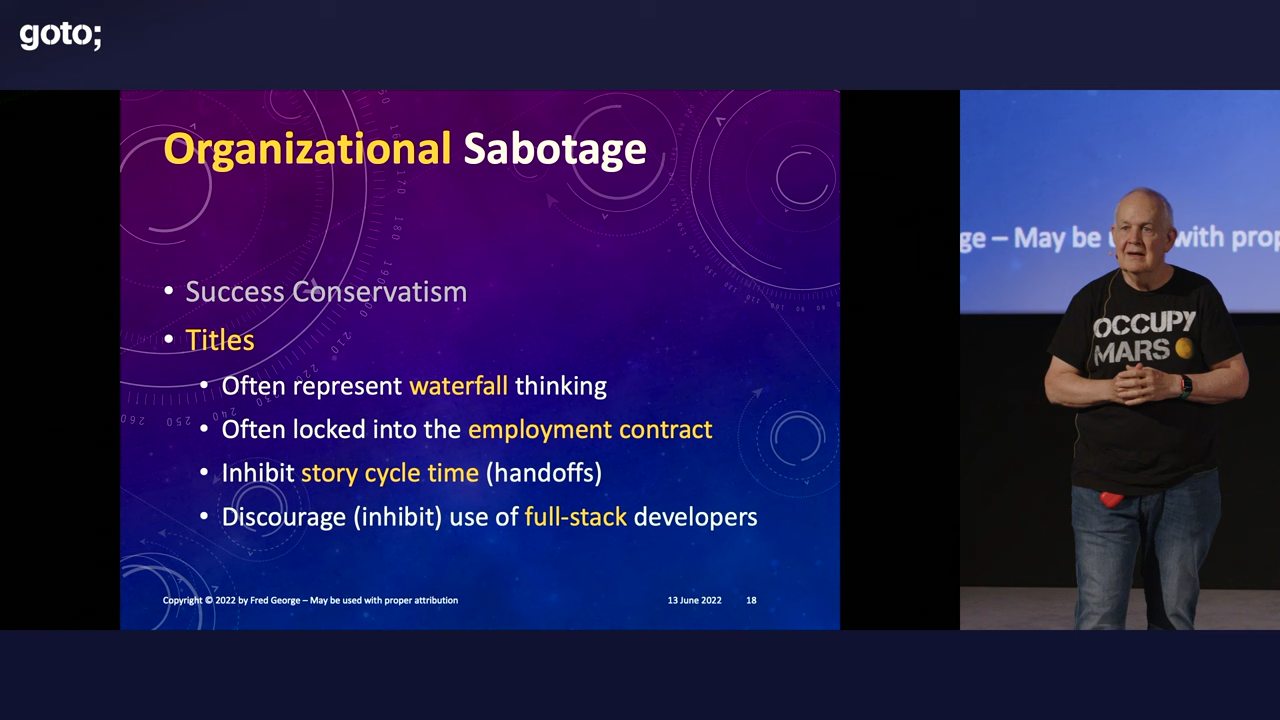 goto;
Organizational Sabotage
• Success Conservatism
• Titles
• Often represent waterfall thinking
• Often locked into the employment contract
• Inhibit story cycle time (handoffs)
• Discourage (inhibit) use of full-stack developers
Copyright © 2022 by Fred George – May be used with proper attribution
13 June 2022 18
ge – May be with prop
OCCUPY
MARS